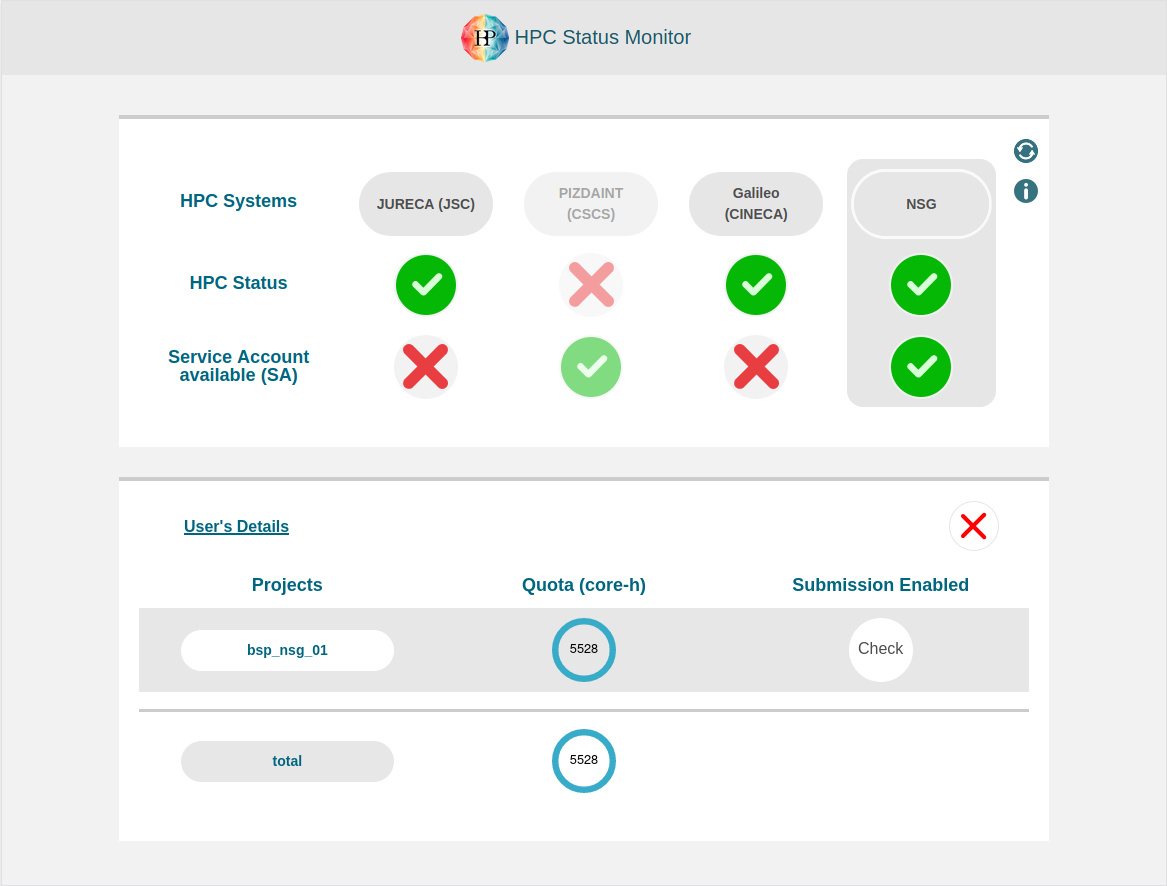 HP
HPC Status Monitor
HPC Systems
JURECA (JSC)
PIZDAINT
(CSCS)
Galileo
(CINECA)
NSG
HPC Status
Service Account
available (SA)
User's Details
Projects
Quota (core-h)
Submission Enabled
bsp_nsg_01
5528
Check
total
5528